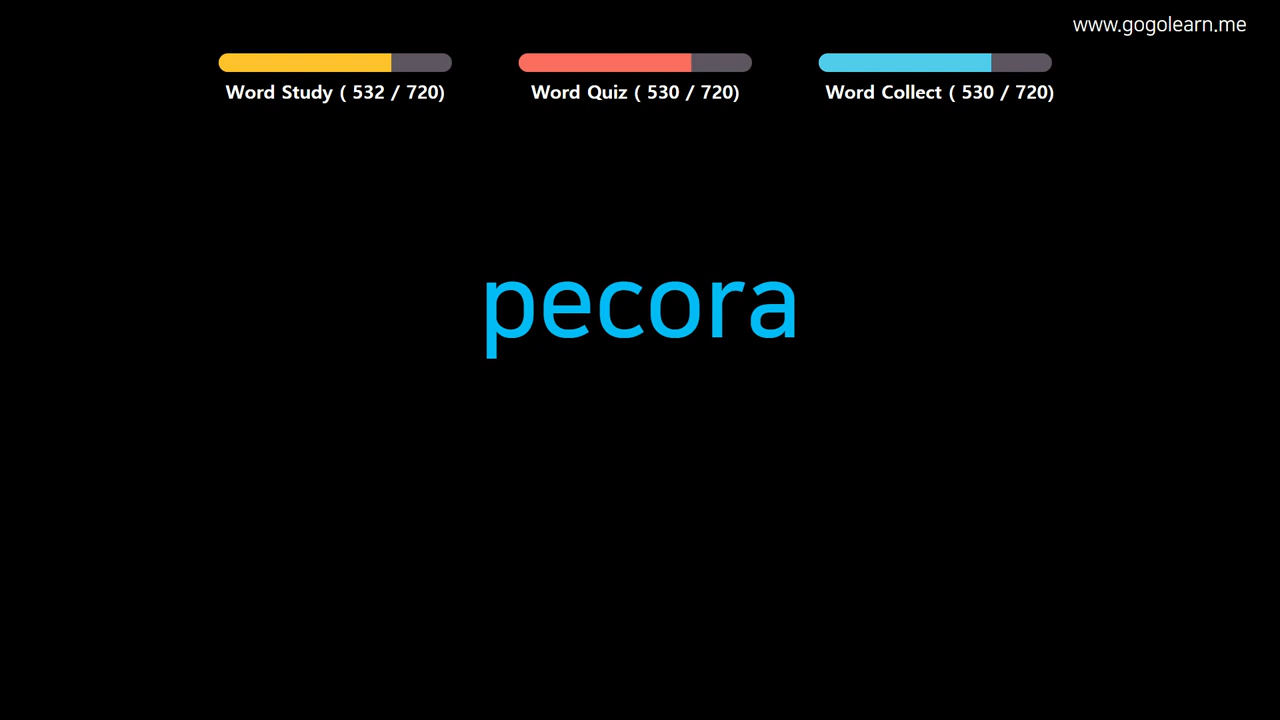 www.gogolearn.me
Word Study ( 532 / 720)
Word Quiz ( 530 / 720)
Word Collect ( 530 / 720)
pecora